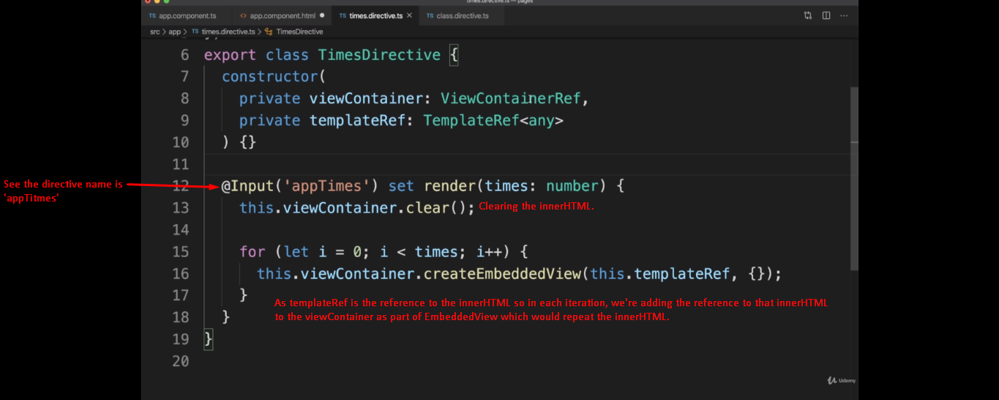 times.directive.ts — pages
TS app.component.ts <> app.component.html ● TS times.directive.ts × TS class.directive.ts ...
src > app > TS times.directive.ts > TimesDirective
6 export class TimesDirective {
7 constructor(
8 private viewContainer: ViewContainerRef,
9 private templateRef: TemplateRef<any>
10 ) {}
11
See the directive name is
'appTitmes'
12 @Input('appTimes') set render(times: number) {
13 this.viewContainer.clear(); Clearing the innerHTML.
14
15 for (let i = 0; i < times; i++) {
16 this.viewContainer.createEmbeddedView(this.templateRef, {});
17 }
As templateRef is the reference to the innerHTML so in each iteration, we're adding the reference to that innerHTML
to the viewContainer as part of EmbeddedView which would repeat the innerHTML.
18 }
19 }
20
Udemy